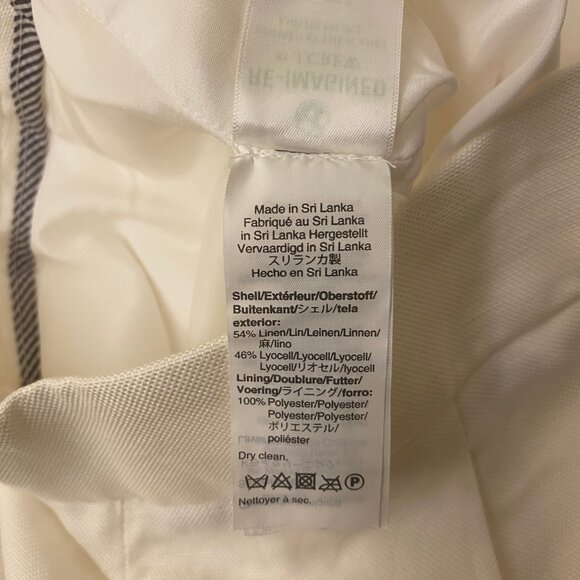 RE-IMAGINED
BY J.CREW
Made in Sri Lanka
Fabriqué au Sri Lanka
in Sri Lanka Hergestellt
Vervaardigd in Sri Lanka
スリランカ製
Hecho en Sri Lanka
Shell/Extérieur/Oberstoff/
Buitenkant/シェル/tela
exterior:
54% Linen/Lin/Leinen/Linnen/
麻/lino
46% Lyocell/Lyocell/Lyocell/
Lyocell/リオセル/lyocell
Lining/Doublure/Futter/
Voering/ライニング/forro:
100% Polyester/Polyester/
Polyester/Polyester/
ポリエステル/
poliéster
Dry clean.
P
Nettoyer à sec.